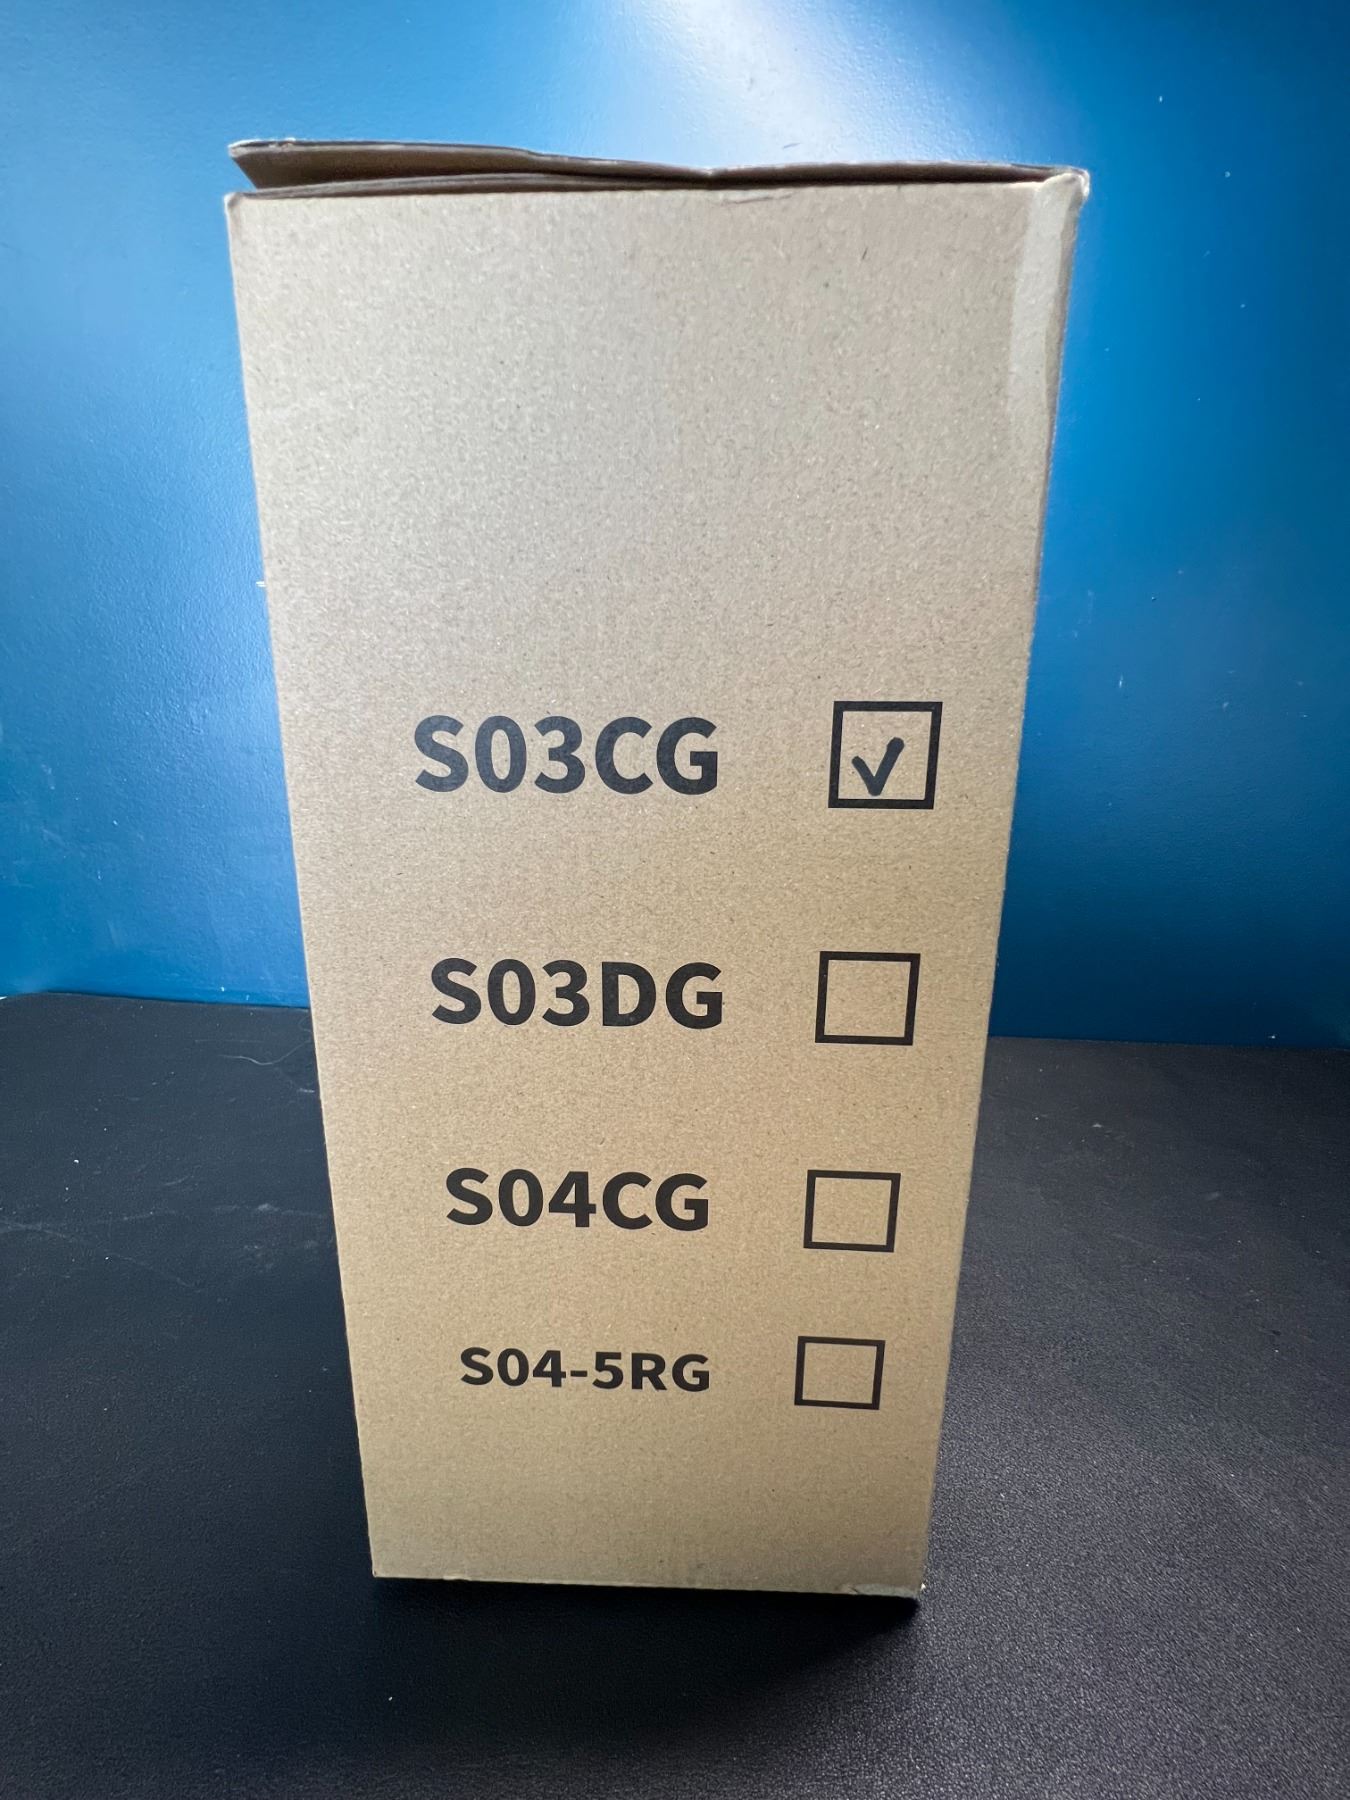 S03CG ☑
S03DG ☐
S04CG ☐
S04-5RG ☐